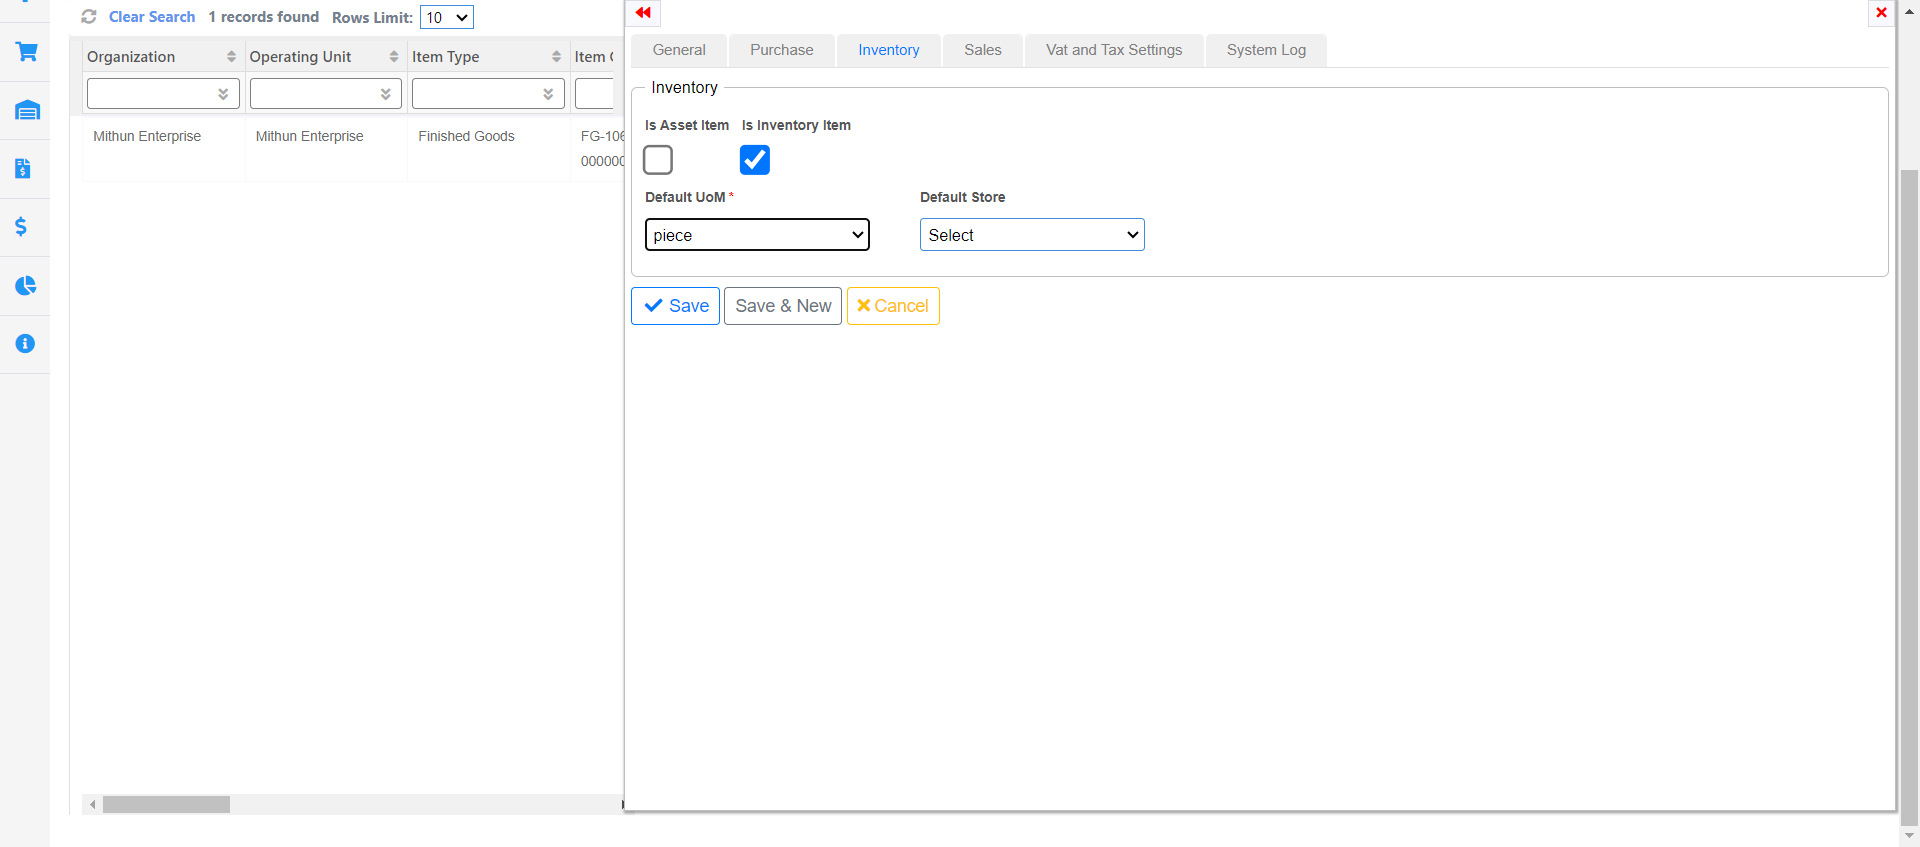 Clear Search 1 records found Rows Limit: 10
Organization Operating Unit Item Type Item
Mithun Enterprise Mithun Enterprise Finished Goods FG-106
000000
General Purchase Inventory Sales Vat and Tax Settings System Log
Inventory
Is Asset Item Is Inventory Item
Default UoM * Default Store
piece Select
Save Save & New Cancel